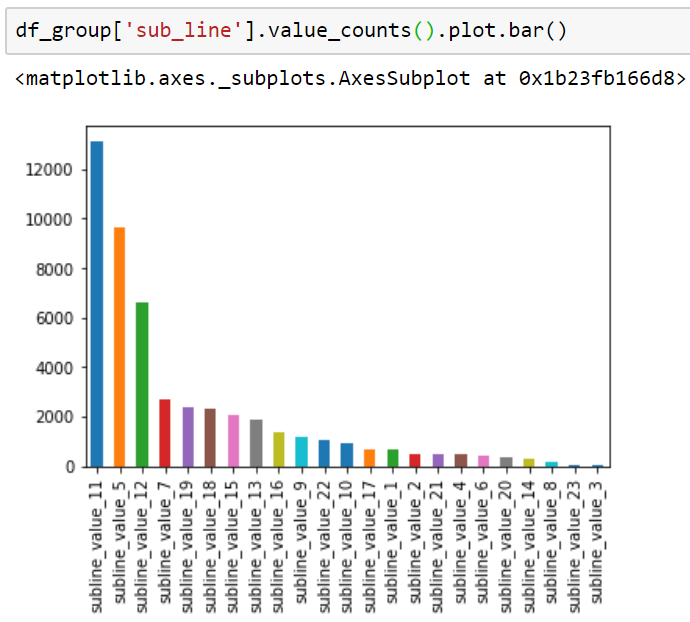 df_group['sub_line'].value_counts().plot.bar()
<matplotlib.axes._subplots.AxesSubplot at 0x1b23fb166d8>
12000
10000
8000
6000
4000
2000
0
subline_value_11
subline_value_5
subline_value_12
subline_value_7
subline_value_19
subline_value_18
subline_value_15
subline_value_13
subline_value_16
subline_value_9
subline_value_22
subline_value_10
subline_value_17
subline_value_1
subline_value_2
subline_value_21
subline_value_4
subline_value_6
subline_value_20
subline_value_14
subline_value_8
subline_value_23
subline_value_3